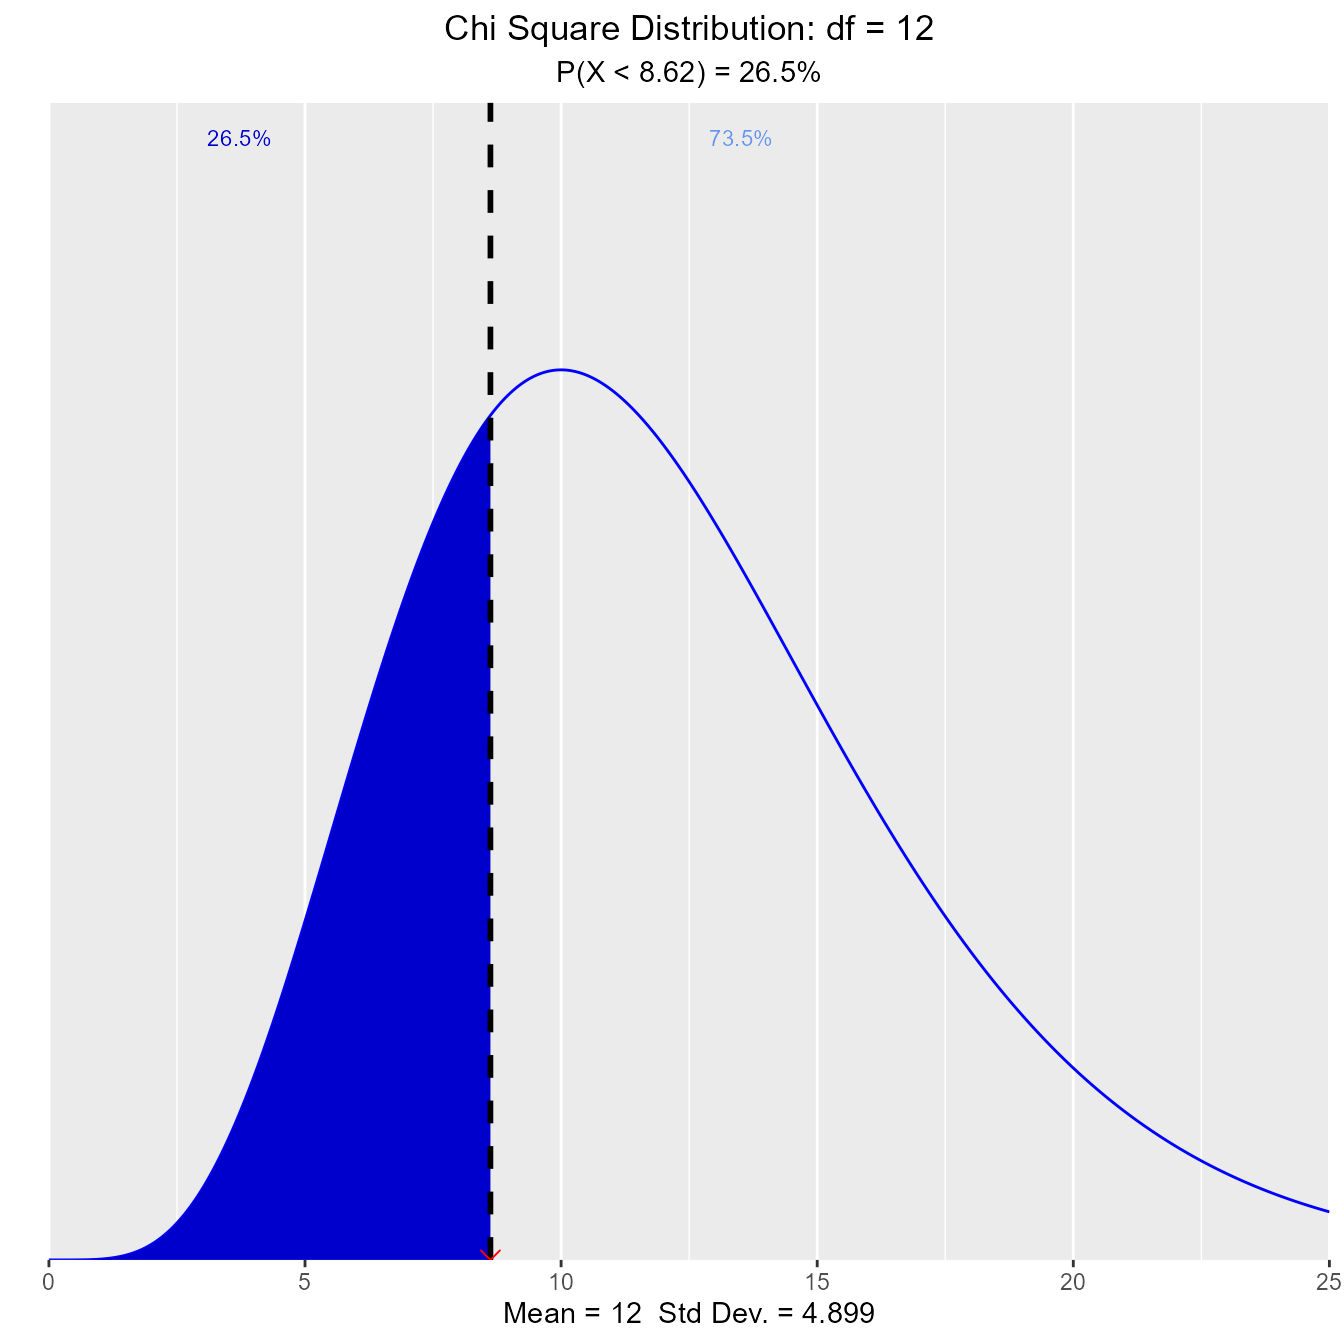 Chi Square Distribution: df = 12
P(X < 8.62) = 26.5%
26.5% 73.5%
0 5 10 15 20 25
Mean = 12 Std Dev. = 4.899